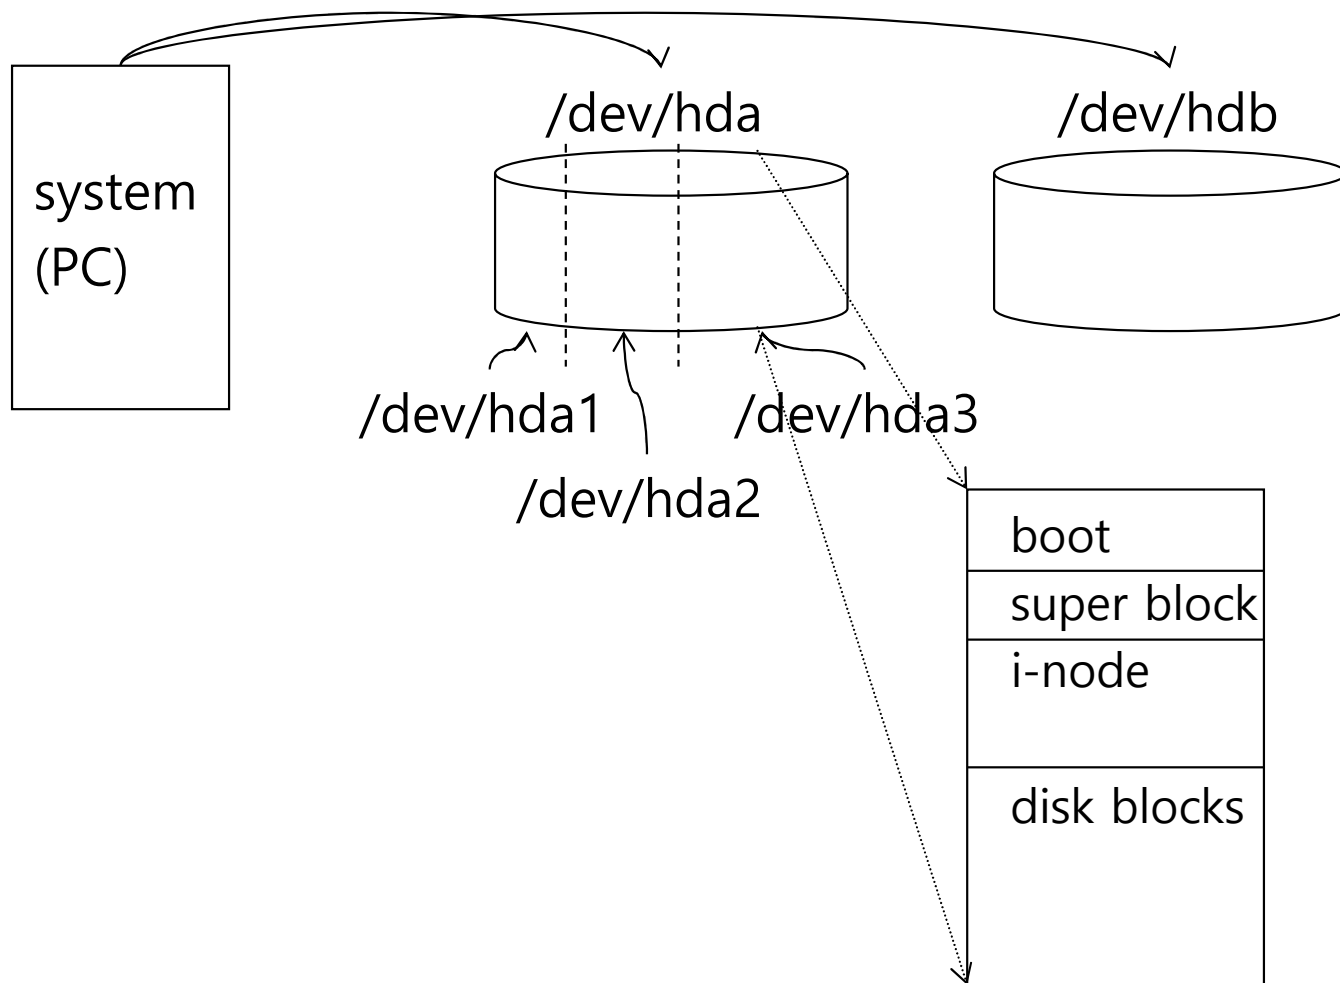 /dev/hda
/dev/hdb
system
(PC)
/dev/hda1
/dev/hda3
/dev/hda2
boot
super block
i-node
disk blocks